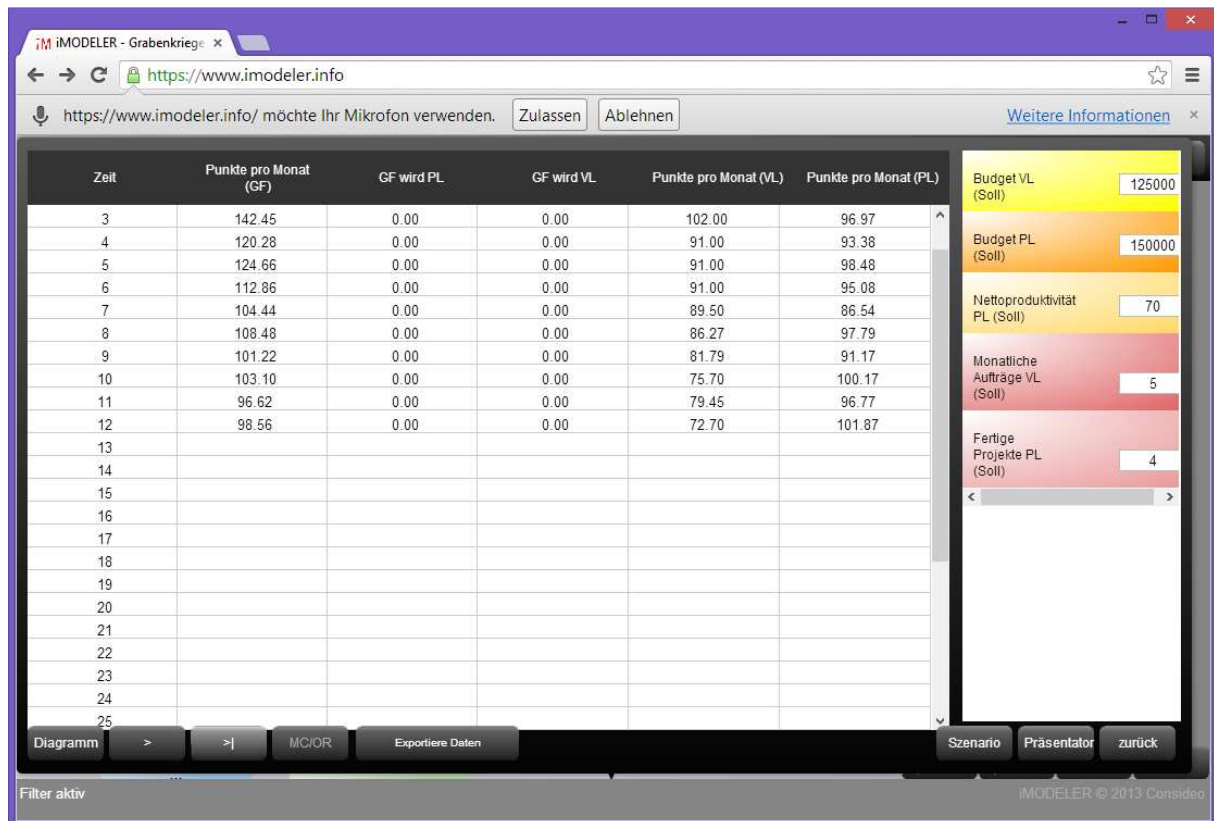 iM iMODELER - Grabenkriege ×
https://www.imodeler.info
https://www.imodeler.info/ möchte Ihr Mikrofon verwenden. Zulassen Ablehnen Weitere Informationen ×
Zeit Punkte pro Monat (GF) GF wird PL GF wird VL Punkte pro Monat (VL) Punkte pro Monat (PL)
3 142.45 0.00 0.00 102.00 96.97
4 120.28 0.00 0.00 91.00 93.38
5 124.66 0.00 0.00 91.00 98.48
6 112.86 0.00 0.00 91.00 95.08
7 104.44 0.00 0.00 89.50 86.54
8 108.48 0.00 0.00 86.27 97.79
9 101.22 0.00 0.00 81.79 91.17
10 103.10 0.00 0.00 75.70 100.17
11 96.62 0.00 0.00 79.45 96.77
12 98.56 0.00 0.00 72.70 101.87
13
14
15
16
17
18
19
20
21
22
23
24
25
Budget VL
(Soll)
125000
Budget PL
(Soll)
150000
Nettoproduktivität
PL (Soll)
70
Monatliche
Aufträge VL
(Soll)
5
Fertige
Projekte PL
(Soll)
4
Diagramm > >| MC/OR Exportiere Daten Szenario Präsentator zurück
Filter aktiv iMODELER © 2013 Consideo